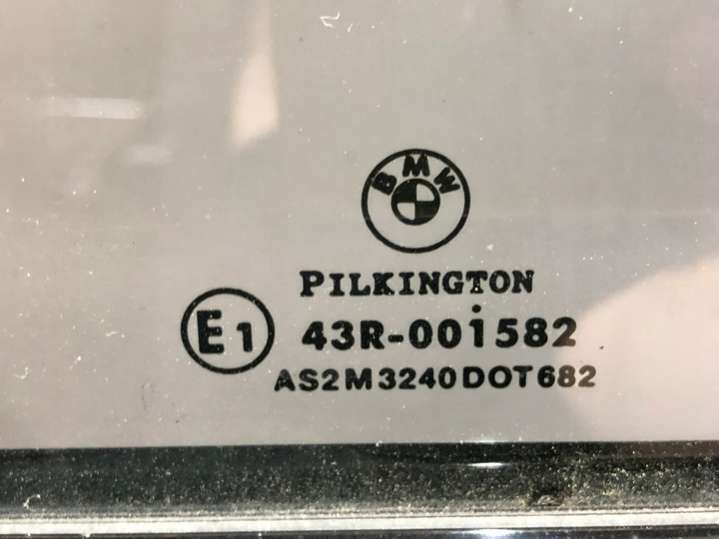 BMW
PILKINGTON
E1 43R-001582
AS2M3240DOT682